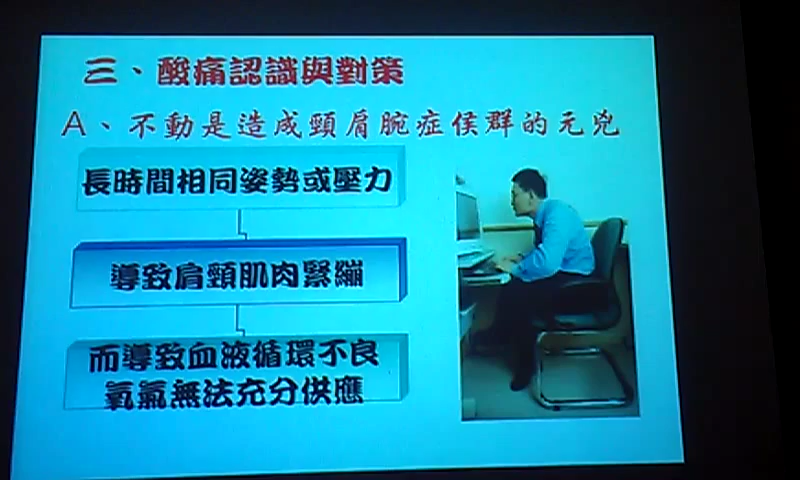 三、酸痛認識與對策
A、不動是造成頸肩腕症侯群的元兇
長時間相同姿勢或壓力
導致肩頸肌肉緊繃
而導致血液循環不良
氧氣無法充分供應